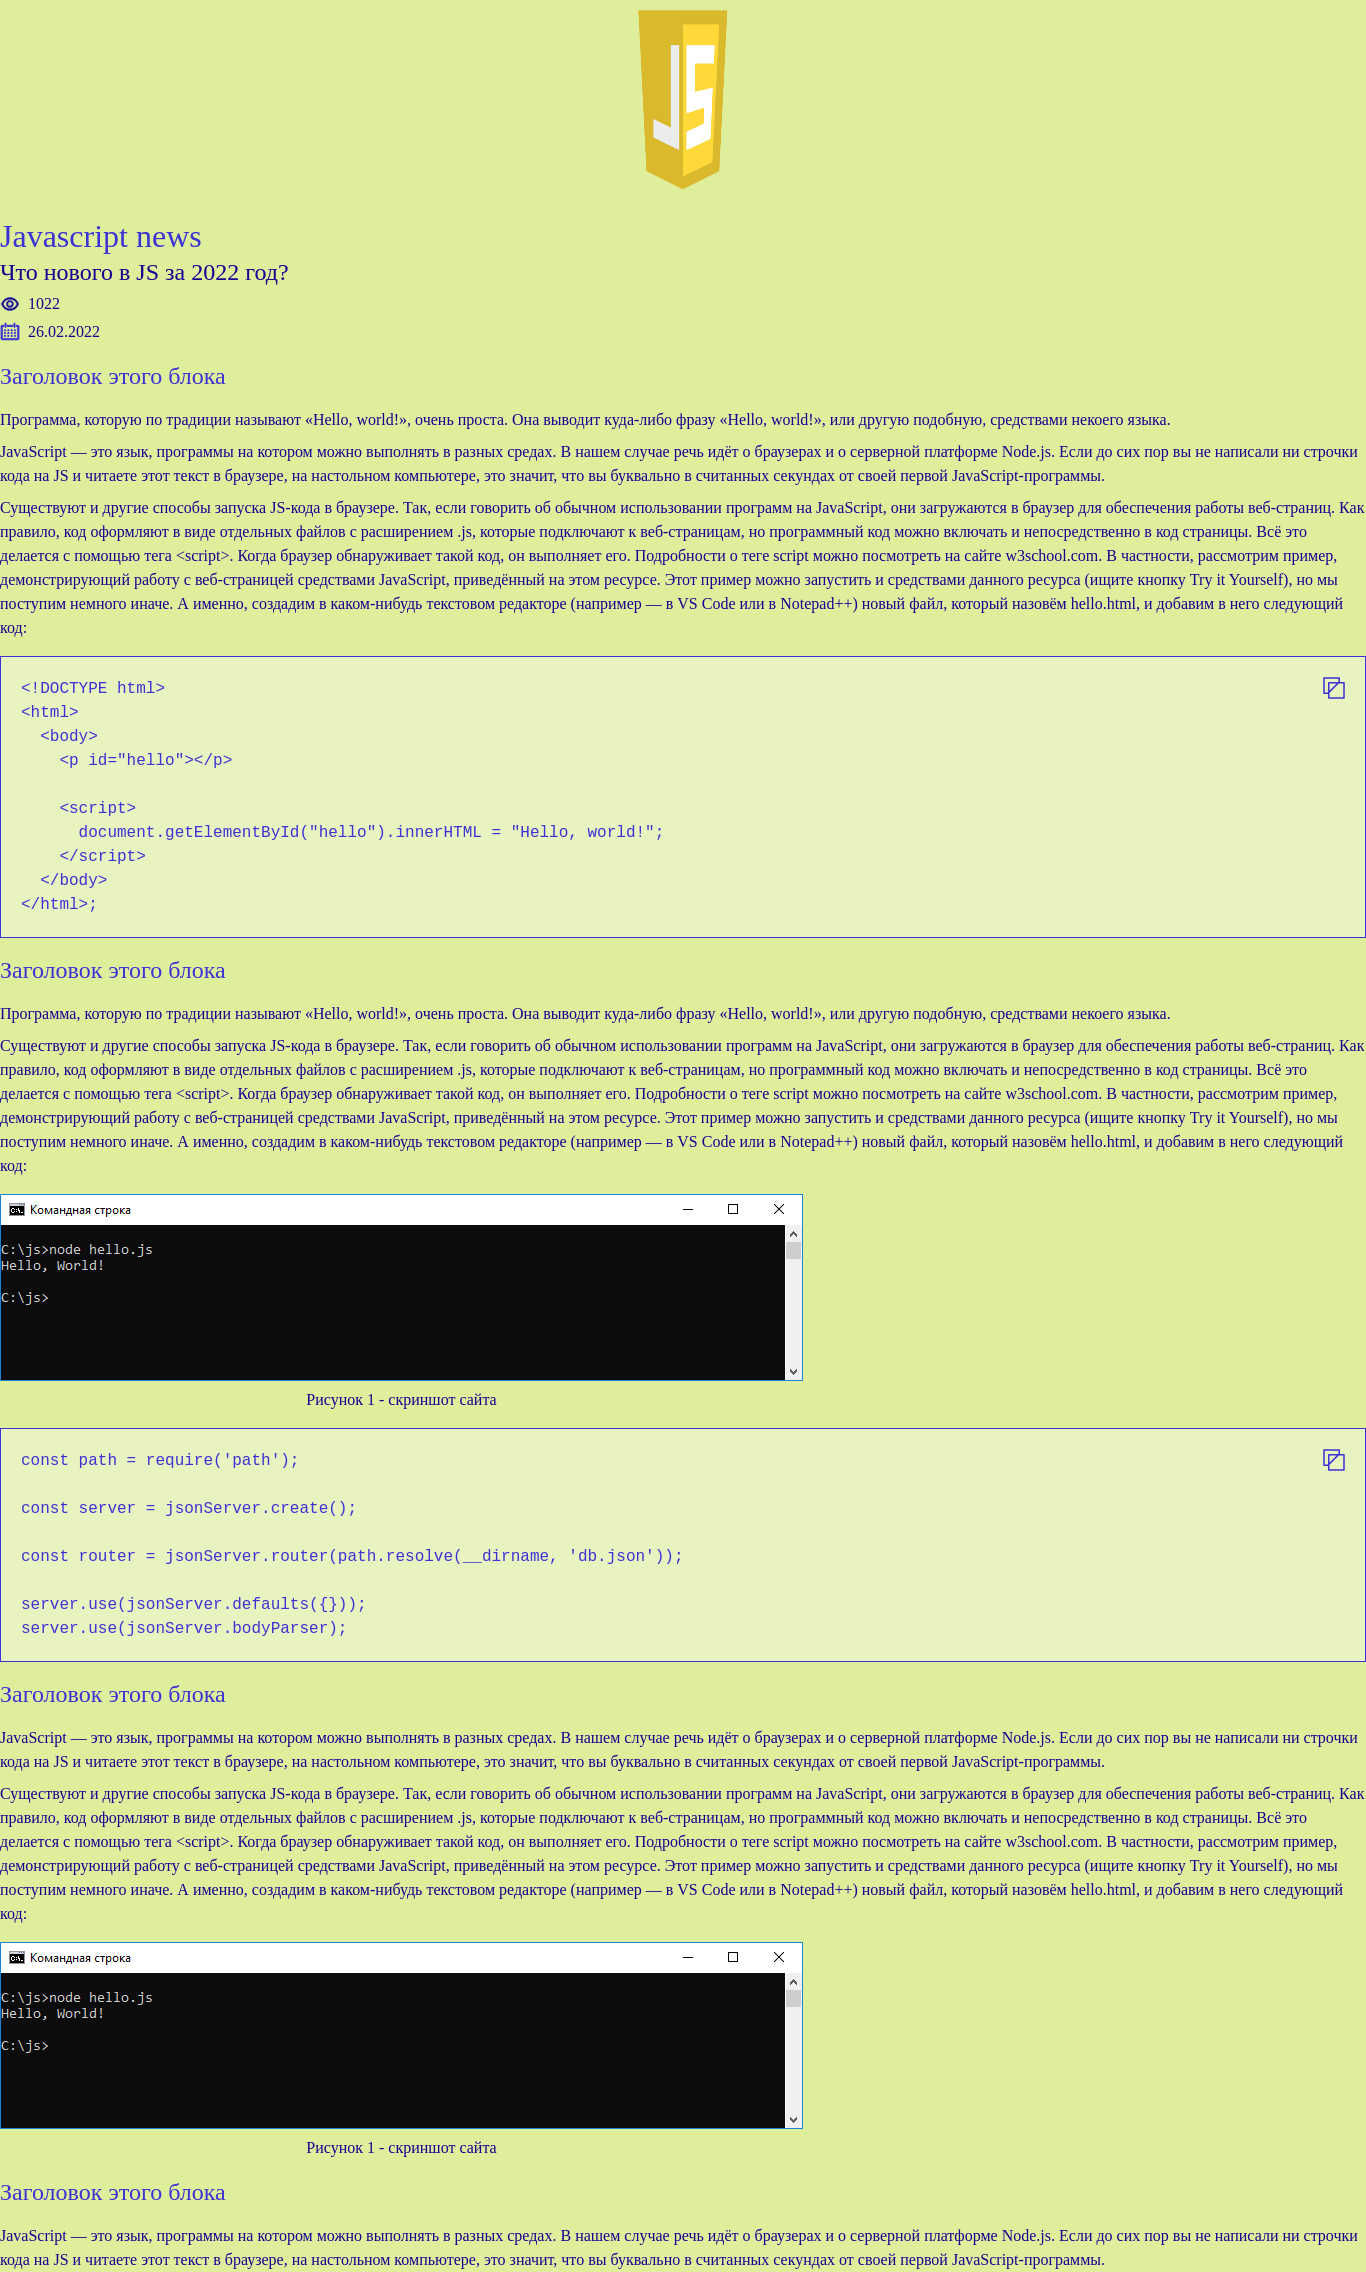 JS
Javascript news
Что нового в JS за 2022 год?
1022
26.02.2022
Заголовок этого блока
Программа, которую по традиции называют «Hello, world!», очень проста. Она выводит куда-либо фразу «Hello, world!», или другую подобную, средствами некоего языка.
JavaScript — это язык, программы на котором можно выполнять в разных средах. В нашем случае речь идёт о браузерах и о серверной платформе Node.js. Если до сих пор вы не написали ни строчки
кода на JS и читаете этот текст в браузере, на настольном компьютере, это значит, что вы буквально в считанных секундах от своей первой JavaScript-программы.
Существуют и другие способы запуска JS-кода в браузере. Так, если говорить об обычном использовании программ на JavaScript, они загружаются в браузер для обеспечения работы веб-страниц. Как
правило, код оформляют в виде отдельных файлов с расширением .js, которые подключают к веб-страницам, но программный код можно включать и непосредственно в код страницы. Всё это
делается с помощью тега <script>. Когда браузер обнаруживает такой код, он выполняет его. Подробности о теге script можно посмотреть на сайте w3school.com. В частности, рассмотрим пример,
демонстрирующий работу с веб-страницей средствами JavaScript, приведённый на этом ресурсе. Этот пример можно запустить и средствами данного ресурса (ищите кнопку Try it Yourself), но мы
поступим немного иначе. А именно, создадим в каком-нибудь текстовом редакторе (например — в VS Code или в Notepad++) новый файл, который назовём hello.html, и добавим в него следующий
код:
<!DOCTYPE html>
<html>
  <body>
    <p id="hello"></p>
    <script>
      document.getElementById("hello").innerHTML = "Hello, world!";
    </script>
  </body>
</html>;
Заголовок этого блока
Программа, которую по традиции называют «Hello, world!», очень проста. Она выводит куда-либо фразу «Hello, world!», или другую подобную, средствами некоего языка.
Существуют и другие способы запуска JS-кода в браузере. Так, если говорить об обычном использовании программ на JavaScript, они загружаются в браузер для обеспечения работы веб-страниц. Как
правило, код оформляют в виде отдельных файлов с расширением .js, которые подключают к веб-страницам, но программный код можно включать и непосредственно в код страницы. Всё это
делается с помощью тега <script>. Когда браузер обнаруживает такой код, он выполняет его. Подробности о теге script можно посмотреть на сайте w3school.com. В частности, рассмотрим пример,
демонстрирующий работу с веб-страницей средствами JavaScript, приведённый на этом ресурсе. Этот пример можно запустить и средствами данного ресурса (ищите кнопку Try it Yourself), но мы
поступим немного иначе. А именно, создадим в каком-нибудь текстовом редакторе (например — в VS Code или в Notepad++) новый файл, который назовём hello.html, и добавим в него следующий
код:
Командная строка
C:\js>node hello.js
Hello, World!
C:\js>
Рисунок 1 - скриншот сайта
const path = require('path');
const server = jsonServer.create();
const router = jsonServer.router(path.resolve(__dirname, 'db.json'));
server.use(jsonServer.defaults({}));
server.use(jsonServer.bodyParser);
Заголовок этого блока
JavaScript — это язык, программы на котором можно выполнять в разных средах. В нашем случае речь идёт о браузерах и о серверной платформе Node.js. Если до сих пор вы не написали ни строчки
кода на JS и читаете этот текст в браузере, на настольном компьютере, это значит, что вы буквально в считанных секундах от своей первой JavaScript-программы.
Существуют и другие способы запуска JS-кода в браузере. Так, если говорить об обычном использовании программ на JavaScript, они загружаются в браузер для обеспечения работы веб-страниц. Как
правило, код оформляют в виде отдельных файлов с расширением .js, которые подключают к веб-страницам, но программный код можно включать и непосредственно в код страницы. Всё это
делается с помощью тега <script>. Когда браузер обнаруживает такой код, он выполняет его. Подробности о теге script можно посмотреть на сайте w3school.com. В частности, рассмотрим пример,
демонстрирующий работу с веб-страницей средствами JavaScript, приведённый на этом ресурсе. Этот пример можно запустить и средствами данного ресурса (ищите кнопку Try it Yourself), но мы
поступим немного иначе. А именно, создадим в каком-нибудь текстовом редакторе (например — в VS Code или в Notepad++) новый файл, который назовём hello.html, и добавим в него следующий
код:
Командная строка
C:\js>node hello.js
Hello, World!
C:\js>
Рисунок 1 - скриншот сайта
Заголовок этого блока
JavaScript — это язык, программы на котором можно выполнять в разных средах. В нашем случае речь идёт о браузерах и о серверной платформе Node.js. Если до сих пор вы не написали ни строчки
кода на JS и читаете этот текст в браузере, на настольном компьютере, это значит, что вы буквально в считанных секундах от своей первой JavaScript-программы.